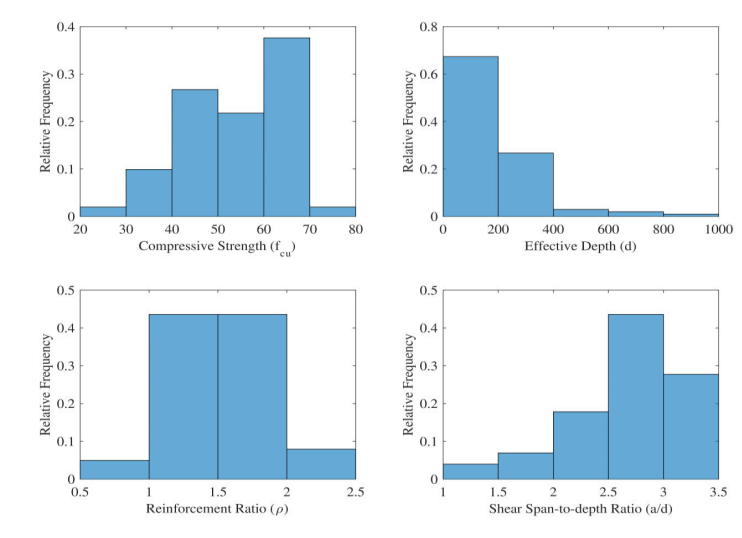 Relative Frequency
0.4
0.3
0.2
0.1
0
20 30 40 50 60 70 80
Compressive Strength (fcu)
Relative Frequency
0.8
0.6
0.4
0.2
0
0 200 400 600 800 1000
Effective Depth (d)
Relative Frequency
0.5
0.4
0.3
0.2
0.1
0
0.5 1 1.5 2 2.5
Reinforcement Ratio (ρ)
Relative Frequency
0.5
0.4
0.3
0.2
0.1
0
1 1.5 2 2.5 3 3.5
Shear Span-to-depth Ratio (a/d)